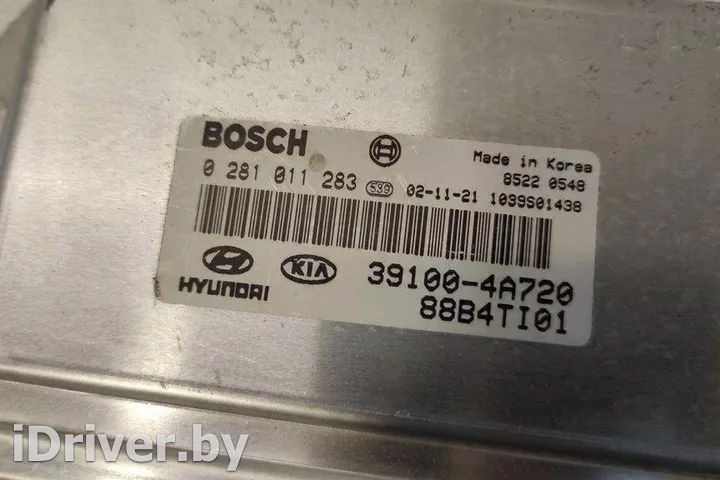 BOSCH
Made in Korea
8522 0548
0 281 011 283 539 02-11-21 1039S01438
HYUNDAI KIA 39100-4A720
88B4TI01
iDriver.by